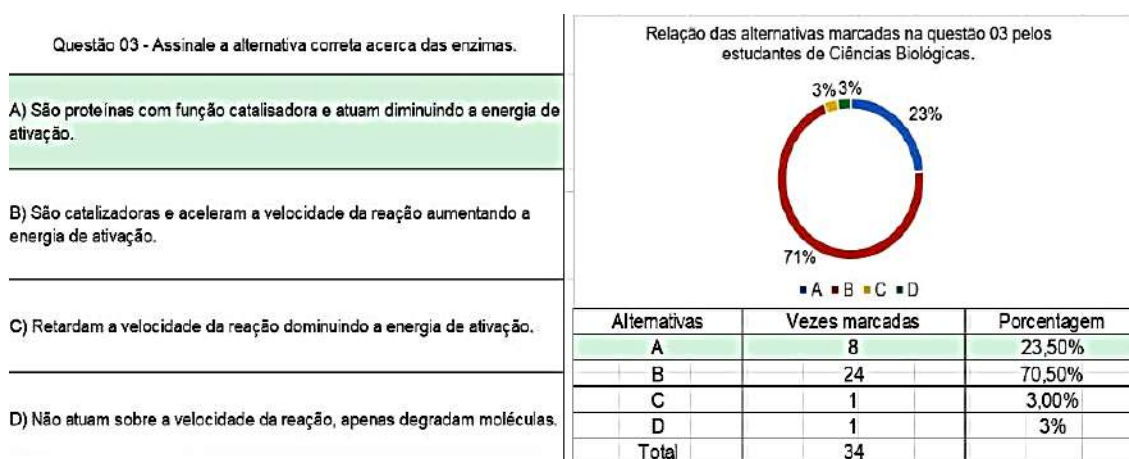 Questão 03 - Assinale a alternativa correta acerca das enzimas.
A) São proteínas com função catalisadora e atuam diminuindo a energia de
ativação.
B) São catalizadoras e aceleram a velocidade da reação aumentando a
energia de ativação.
C) Retardam a velocidade da reação dominuindo a energia de ativação.
D) Não atuam sobre a velocidade da reação, apenas degradam moléculas.
Relação das alternativas marcadas na questão 03 pelos
estudantes de Ciências Biológicas.
3% 3%
23%
71%
A B C D
Alternativas Vezes marcadas Porcentagem
A 8 23,50%
B 24 70,50%
C 1 3,00%
D 1 3%
Total 34